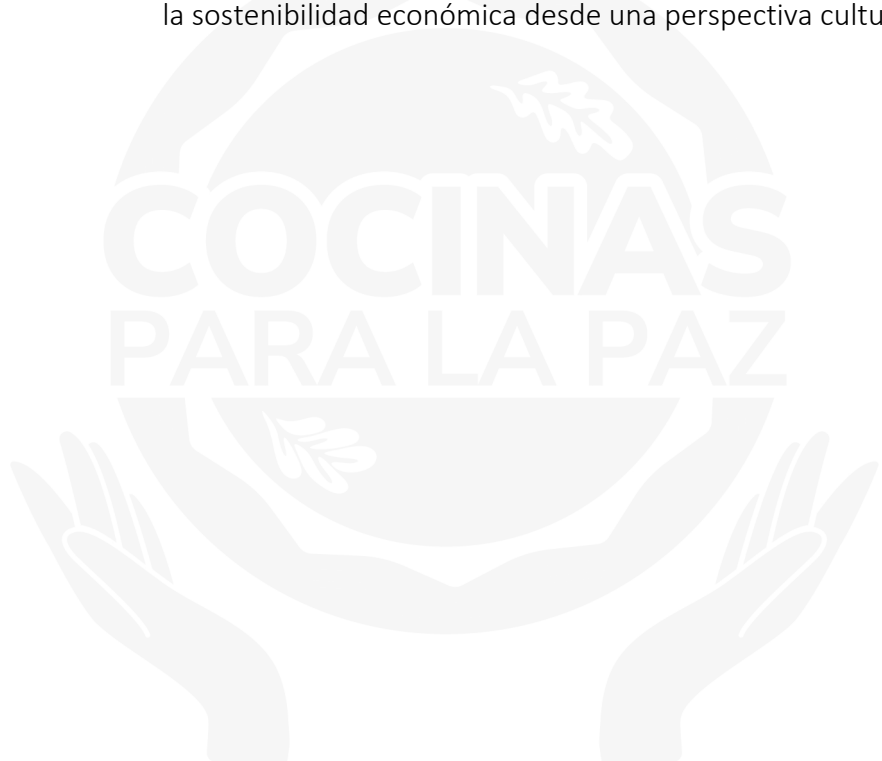 la sostenibilidad económica desde una perspectiva cultu
COCINAS
PARA LA PAZ